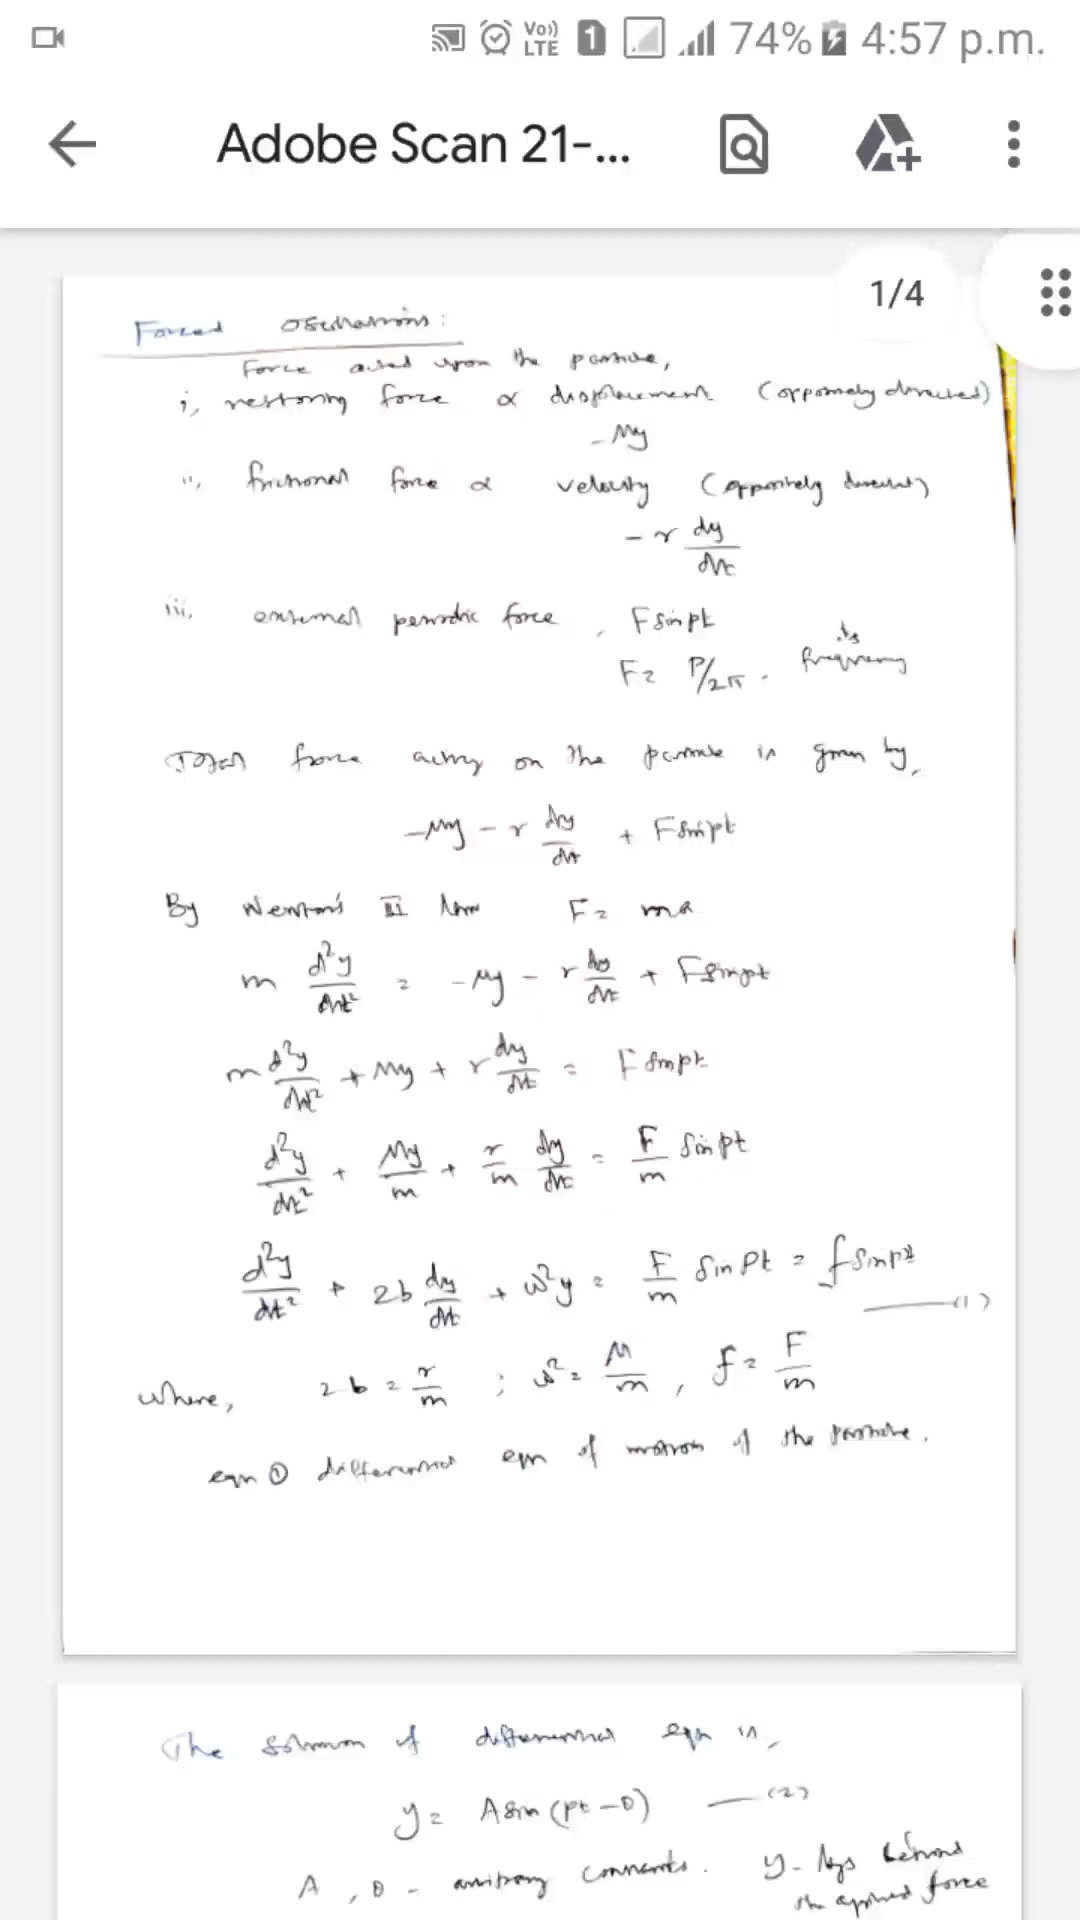 Vo)) LTE 1 74% 4:57 p.m.
Adobe Scan 21-...
1/4
Forced Oscillations:
Force acted upon the particle,
i, restoring force ∝ displacement (oppositely directed)
- μy
ii, frictional force ∝ velocity (oppositely directed)
- r dy/dt
iii, external periodic force, F sin pt
F = P/2π. its frequency
Total force acting on the particle is given by,
-μy - r dy/dt + F sin pt
By Newton's III law F = ma
m d²y/dt² = -μy - r dy/dt + F sin pt
m d²y/dt² + μy + r dy/dt = F sin pt
d²y/dt² + μy/m + r/m dy/dt = F/m sin pt
d²y/dt² + 2b dy/dt + ω²y = F/m sin Pt = f sin pt —(1)
where, 2b = r/m ; ω² = μ/m, f = F/m
eqn ① differential eqn of motion of the particle.
The solution of differential eqn is,
y = A sin (pt - θ) —(2)
A, θ - arbitrary constants. y - lags behind
the applied force